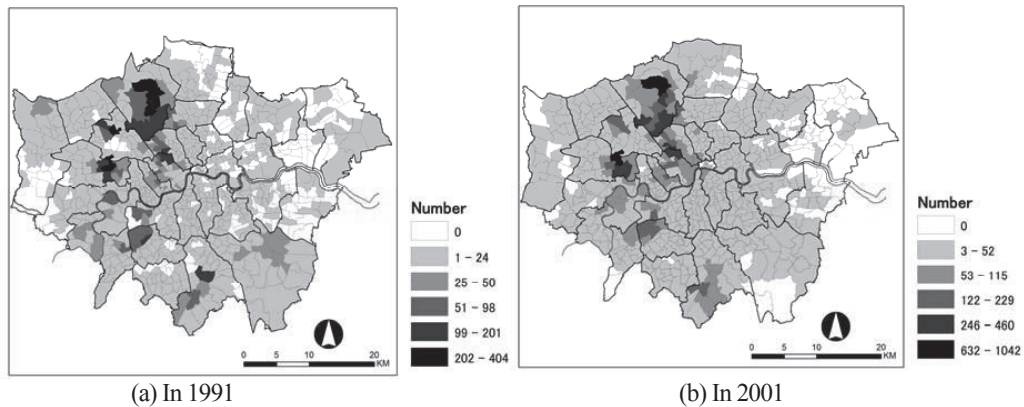 Number
0
1 – 24
25 – 50
51 – 98
99 – 201
202 – 404
0 5 10 20
KM
(a) In 1991
Number
0
3 – 52
53 – 115
122 – 229
246 – 460
632 – 1042
0 5 10 20
KM
(b) In 2001